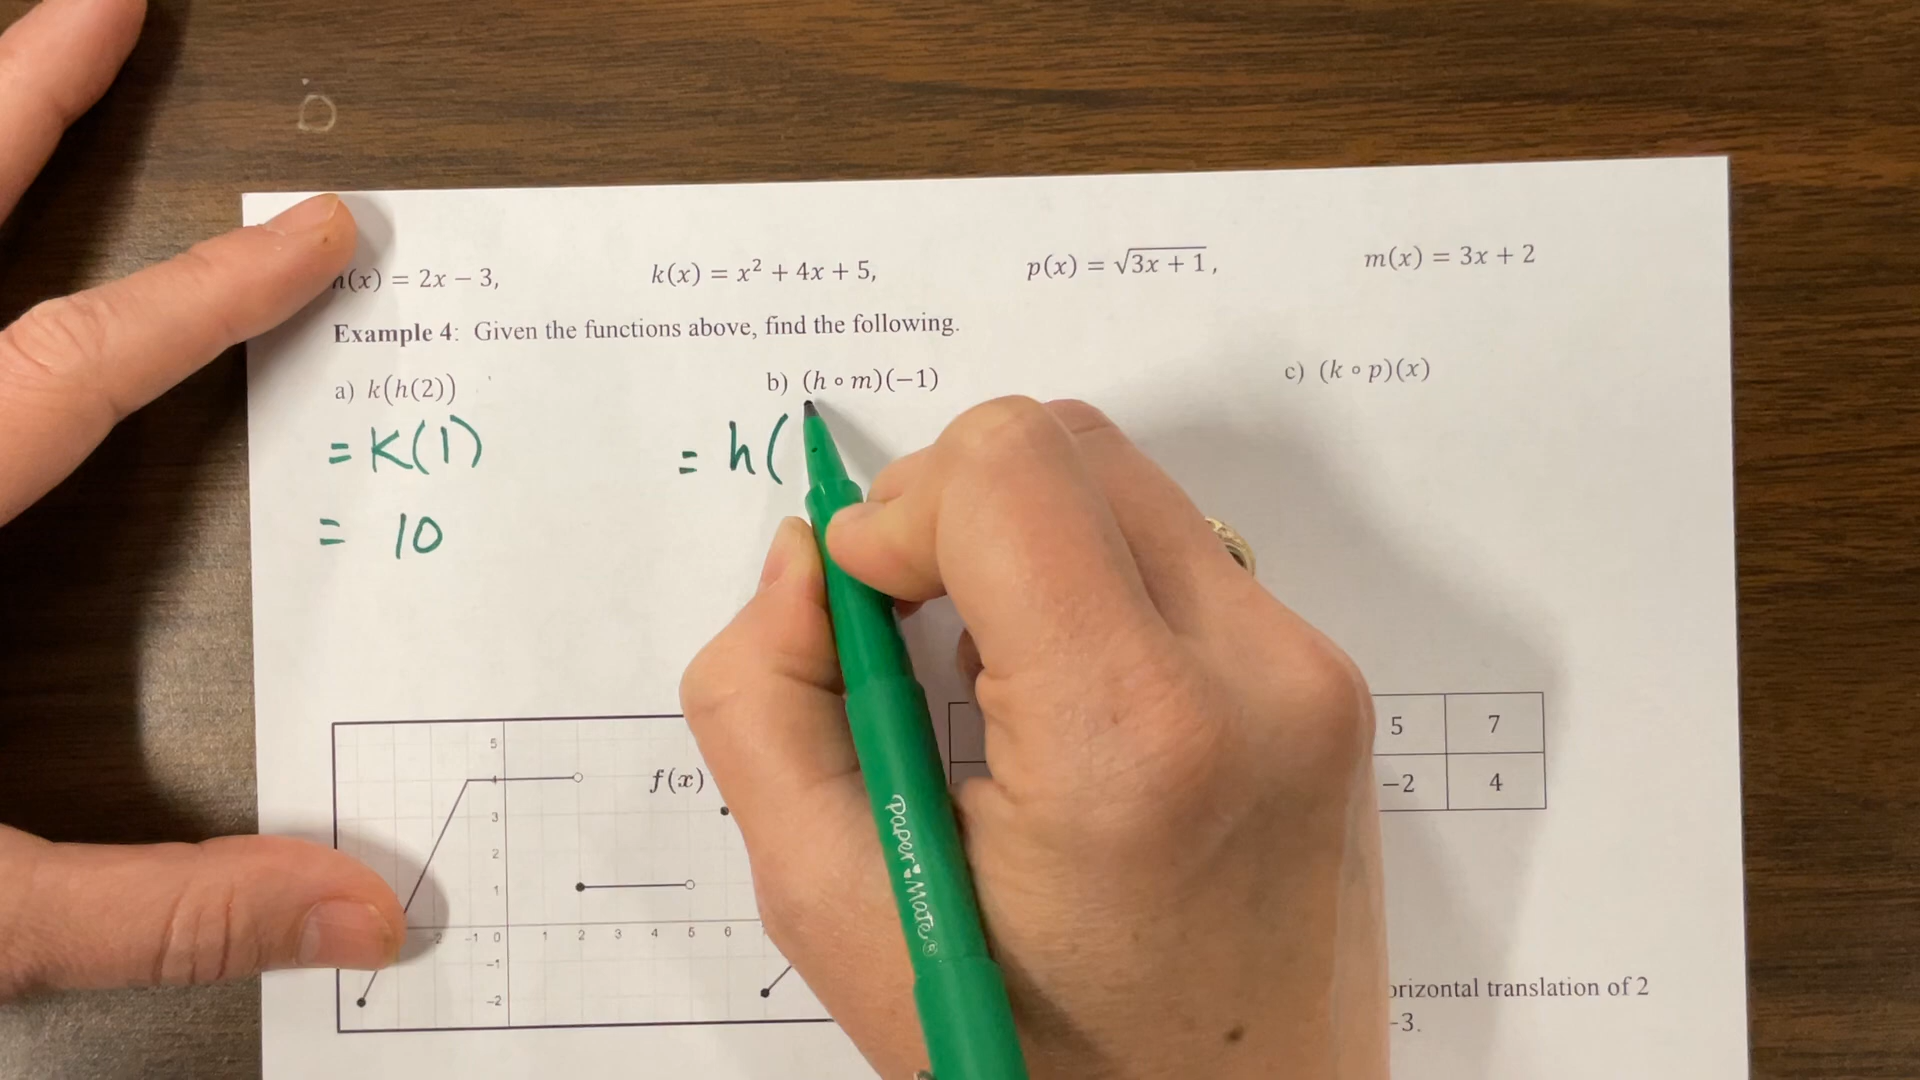 (x) = 2x − 3, k(x) = x² + 4x + 5, p(x) = √(3x + 1), m(x) = 3x + 2
Example 4: Given the functions above, find the following.
a) k(h(2)) b) (h ∘ m)(−1) c) (k ∘ p)(x)
= K(1) = h(
= 10
5 7
−2 4
5
4
3
2
1
−1 0 1 2 3 4 5 6
−1
−2
f(x)
paper:mate®
orizontal translation of 2
−3.